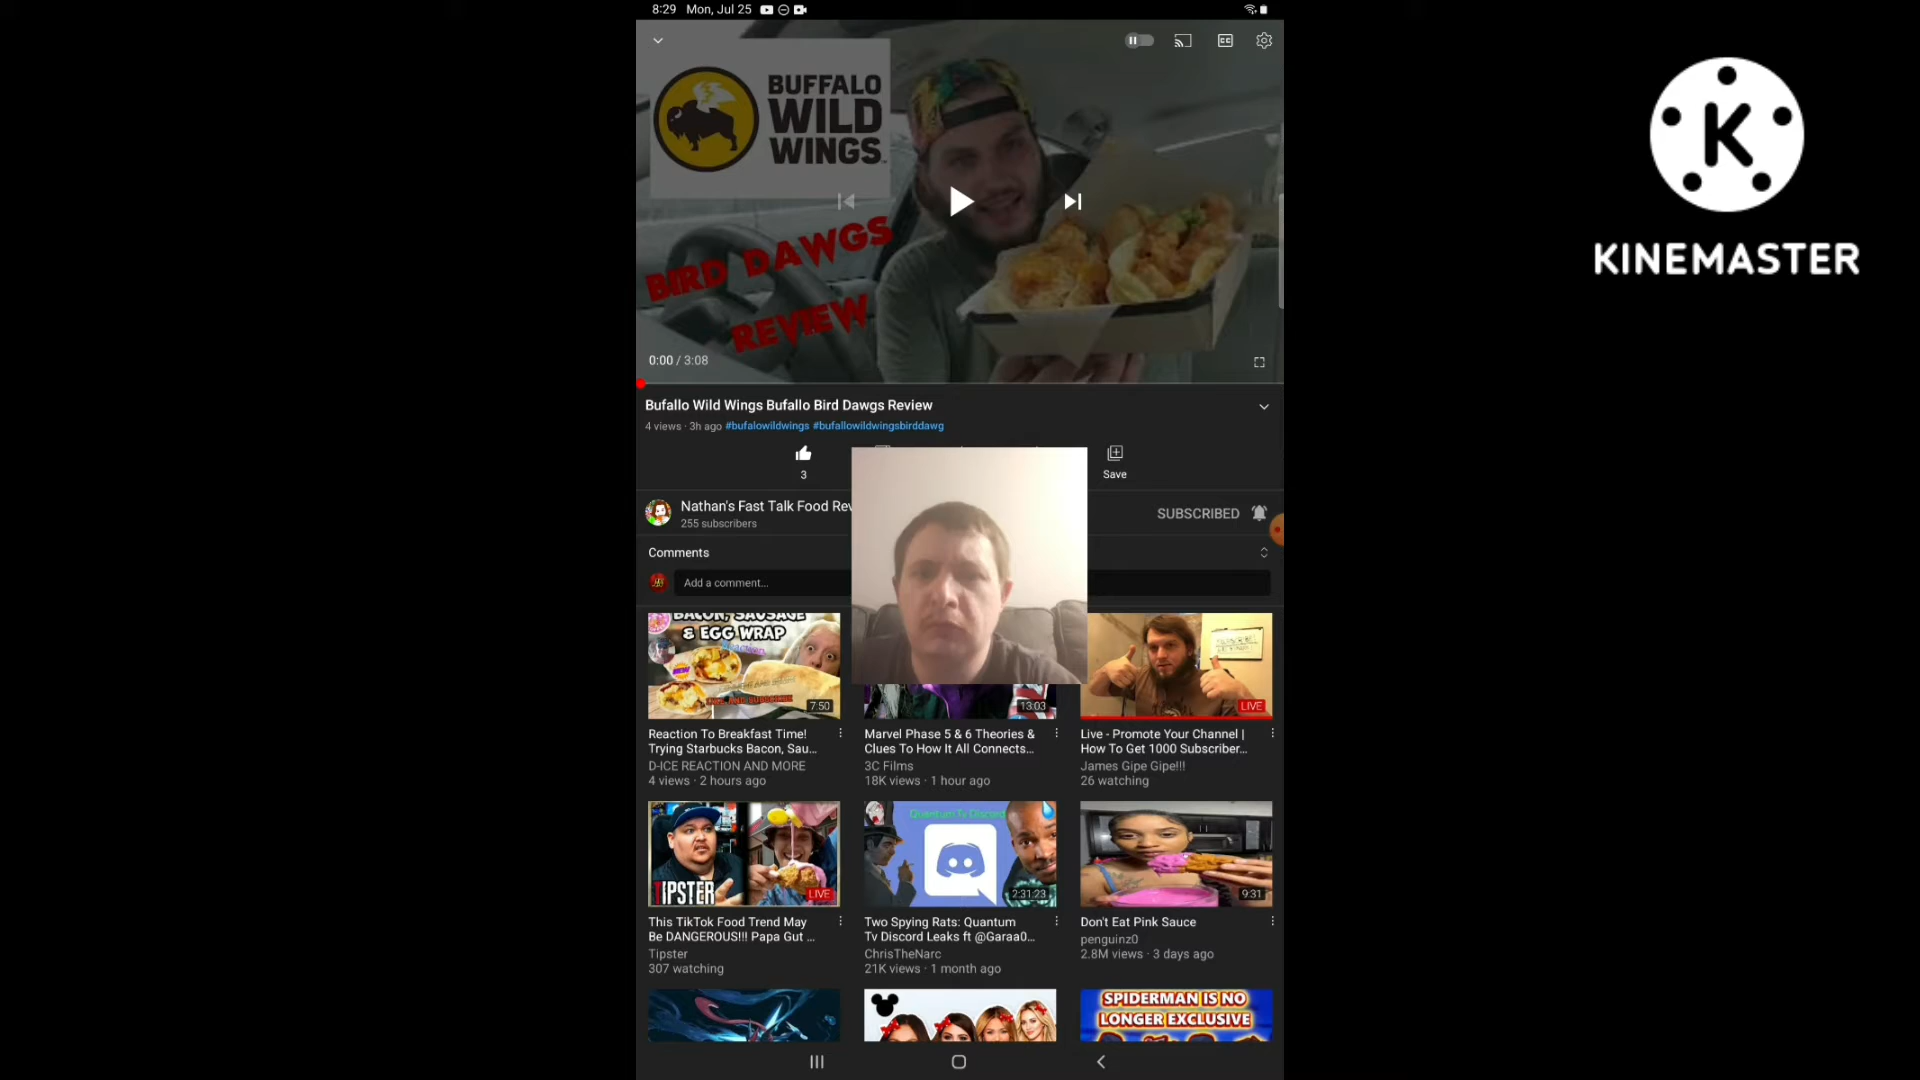 8:29 Mon, Jul 25
BUFFALO
WILD
WINGS
BIRD DAWGS
REVIEW
0:00 / 3:08
Bufallo Wild Wings Bufallo Bird Dawgs Review
4 views · 3h ago #bufalowildwings #bufallowildwingsbirddawg
3
Save
Nathan's Fast Talk Food Rev
255 subscribers
SUBSCRIBED
Comments
Add a comment...
BACON, SAUSAGE
& EGG WRAP
7:50
13:03
LIVE
Reaction To Breakfast Time!
Trying Starbucks Bacon, Sau...
D-ICE REACTION AND MORE
4 views · 2 hours ago
Marvel Phase 5 & 6 Theories &
Clues To How It All Connects...
3C Films
18K views · 1 hour ago
Live - Promote Your Channel |
How To Get 1000 Subscriber...
James Gipe Gipe!!!
26 watching
TIPSTER
LIVE
Quantum Tv Discord
2:31:23
9:31
This TikTok Food Trend May
Be DANGEROUS!!! Papa Gut ...
Tipster
307 watching
Two Spying Rats: Quantum
Tv Discord Leaks ft @Garaa0...
ChrisTheNarc
21K views · 1 month ago
Don't Eat Pink Sauce
penguinz0
2.8M views · 3 days ago
SPIDERMAN IS NO
LONGER EXCLUSIVE
K
KINEMASTER